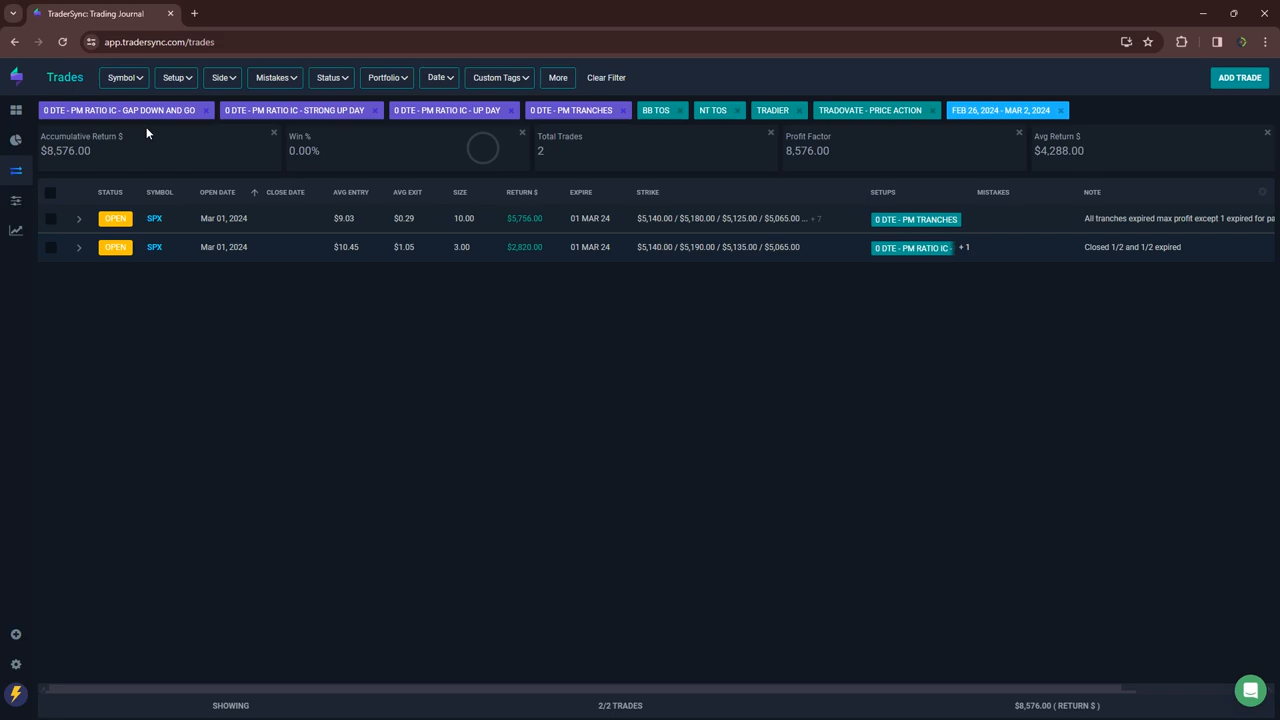 TraderSync: Trading Journal
app.tradersync.com/trades
Trades Symbol Setup Side Mistakes Status Portfolio Date Custom Tags More Clear Filter ADD TRADE
0 DTE - PM RATIO IC - GAP DOWN AND GO × 0 DTE - PM RATIO IC - STRONG UP DAY × 0 DTE - PM RATIO IC - UP DAY × 0 DTE - PM TRANCHES × BB TOS × NT TOS × TRADIER × TRADOVATE - PRICE ACTION × FEB 26, 2024 - MAR 2, 2024 ×
Accumulative Return $ Win % Total Trades Profit Factor Avg Return $
$8,576.00 0.00% 2 8,576.00 $4,288.00
STATUS SYMBOL OPEN DATE CLOSE DATE AVG ENTRY AVG EXIT SIZE RETURN $ EXPIRE STRIKE SETUPS MISTAKES NOTE
OPEN SPX Mar 01, 2024 $9.03 $0.29 10.00 $5,756.00 01 MAR 24 $5,140.00 / $5,180.00 / $5,125.00 / $5,065.00 ... + 7 0 DTE - PM TRANCHES All tranches expired max profit except 1 expired for pa
OPEN SPX Mar 01, 2024 $10.45 $1.05 3.00 $2,820.00 01 MAR 24 $5,140.00 / $5,190.00 / $5,135.00 / $5,065.00 0 DTE - PM RATIO IC - + 1 Closed 1/2 and 1/2 expired
SHOWING 2/2 TRADES $8,576.00 ( RETURN $ )